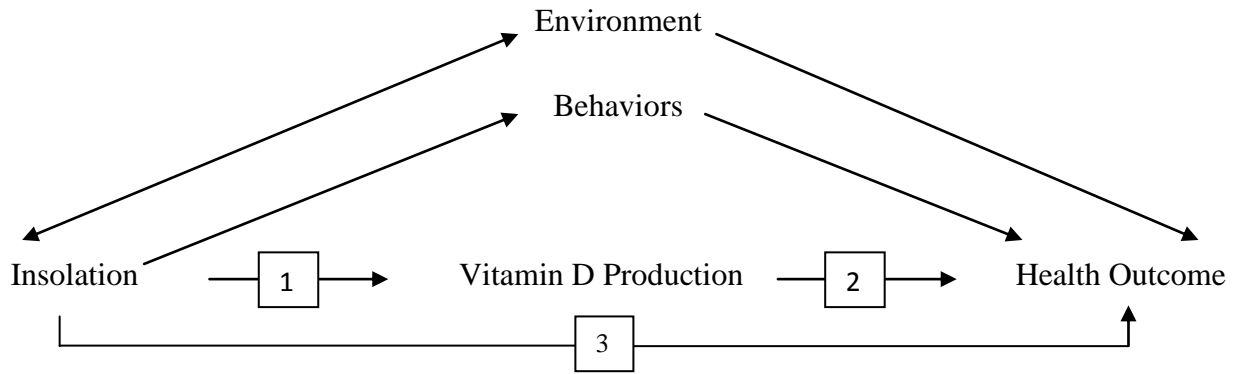 Environment
Behaviors
Insolation 1 Vitamin D Production 2 Health Outcome
3